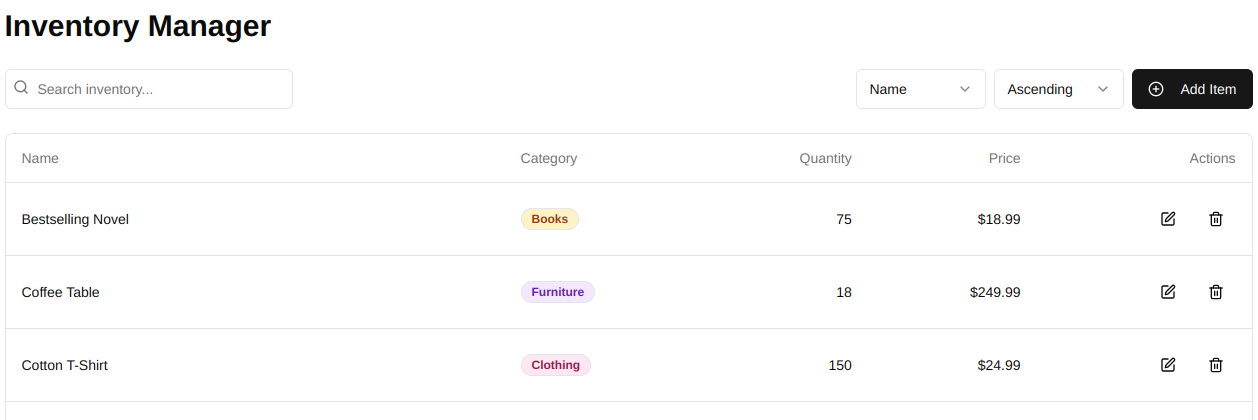 Inventory Manager
Search inventory... Name Ascending Add Item
Name Category Quantity Price Actions
Bestselling Novel Books 75 $18.99
Coffee Table Furniture 18 $249.99
Cotton T-Shirt Clothing 150 $24.99